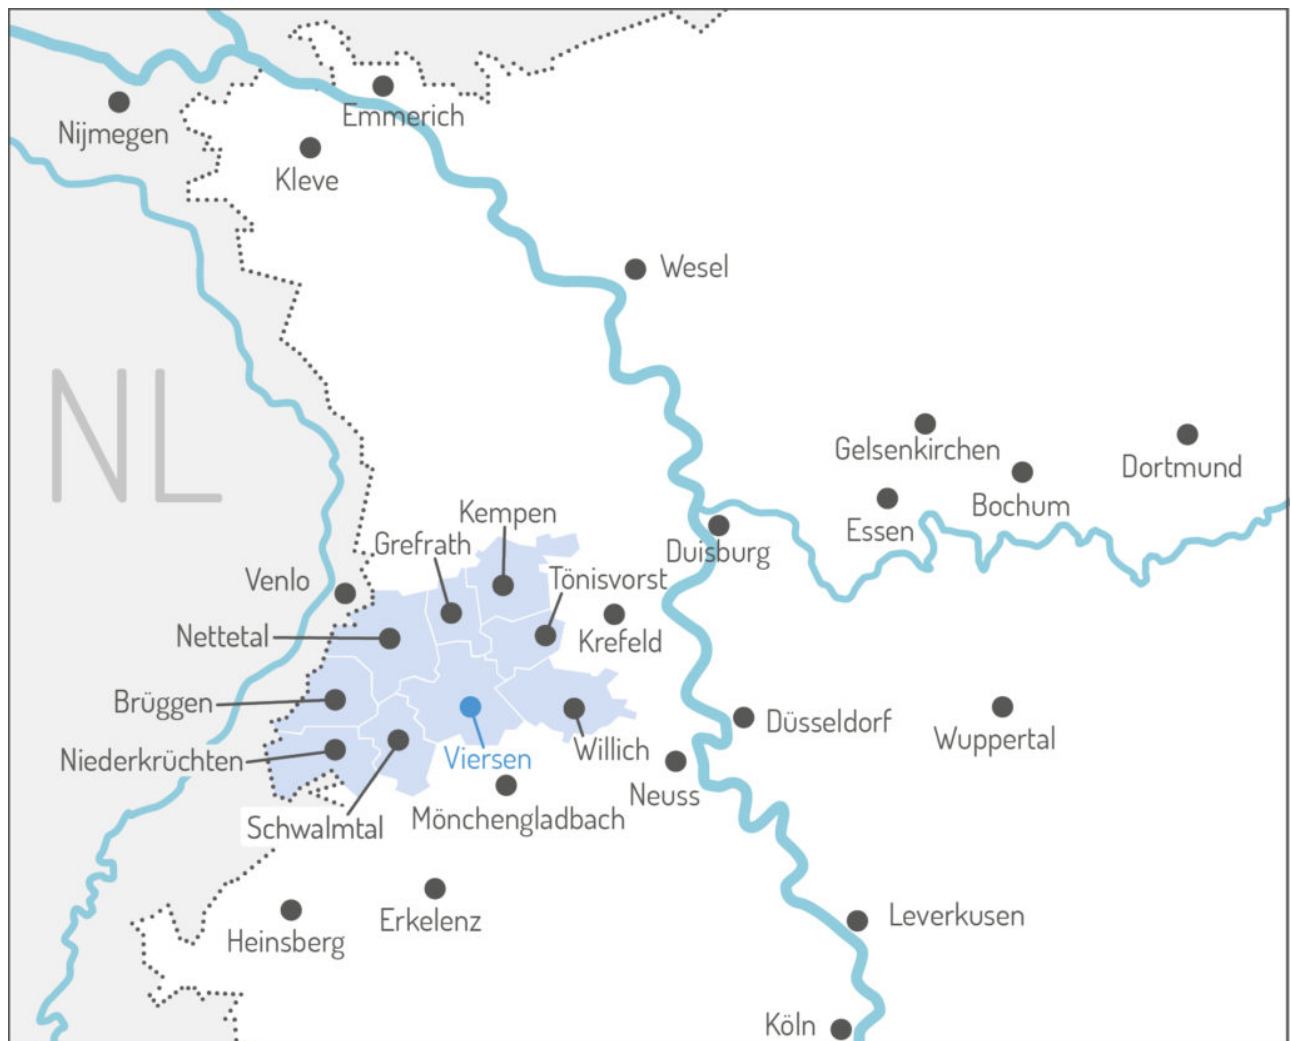 Emmerich
Nijmegen
Kleve
Wesel
NL
Gelsenkirchen
Dortmund
Bochum
Essen
Kempen
Grefrath
Duisburg
Venlo
Tönisvorst
Nettetal
Krefeld
Brüggen
Düsseldorf
Wuppertal
Niederkrüchten
Viersen
Willich
Neuss
Schwalmtal
Mönchengladbach
Leverkusen
Erkelenz
Heinsberg
Köln